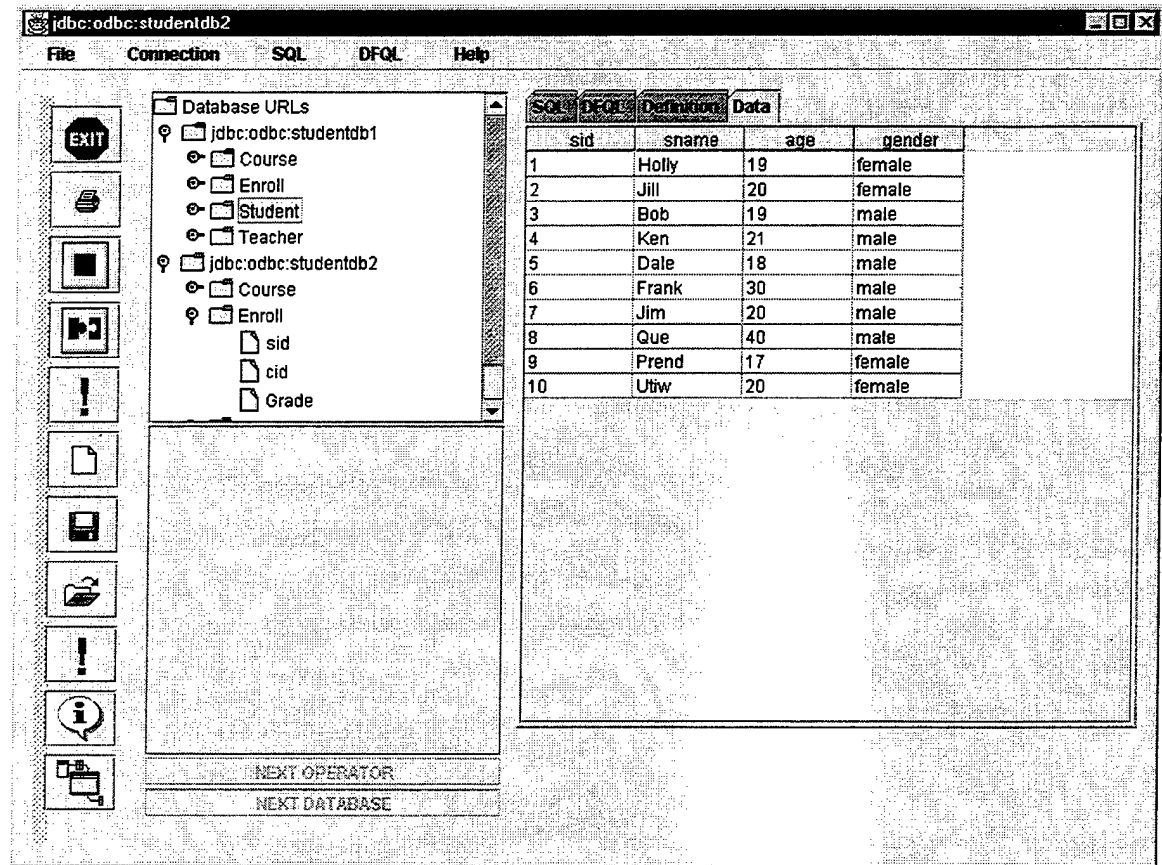 jdbc:odbc:studentdb2
File Connection SQL DFQL Help
EXIT
Database URLs
jdbc:odbc:studentdb1
Course
Enroll
Student
Teacher
jdbc:odbc:studentdb2
Course
Enroll
sid
cid
Grade
NEXT OPERATOR
NEXT DATABASE
SQL DFQL Definition Data
sid sname age gender
1 Holly 19 female
2 Jill 20 female
3 Bob 19 male
4 Ken 21 male
5 Dale 18 male
6 Frank 30 male
7 Jim 20 male
8 Que 40 male
9 Prend 17 female
10 Utiw 20 female